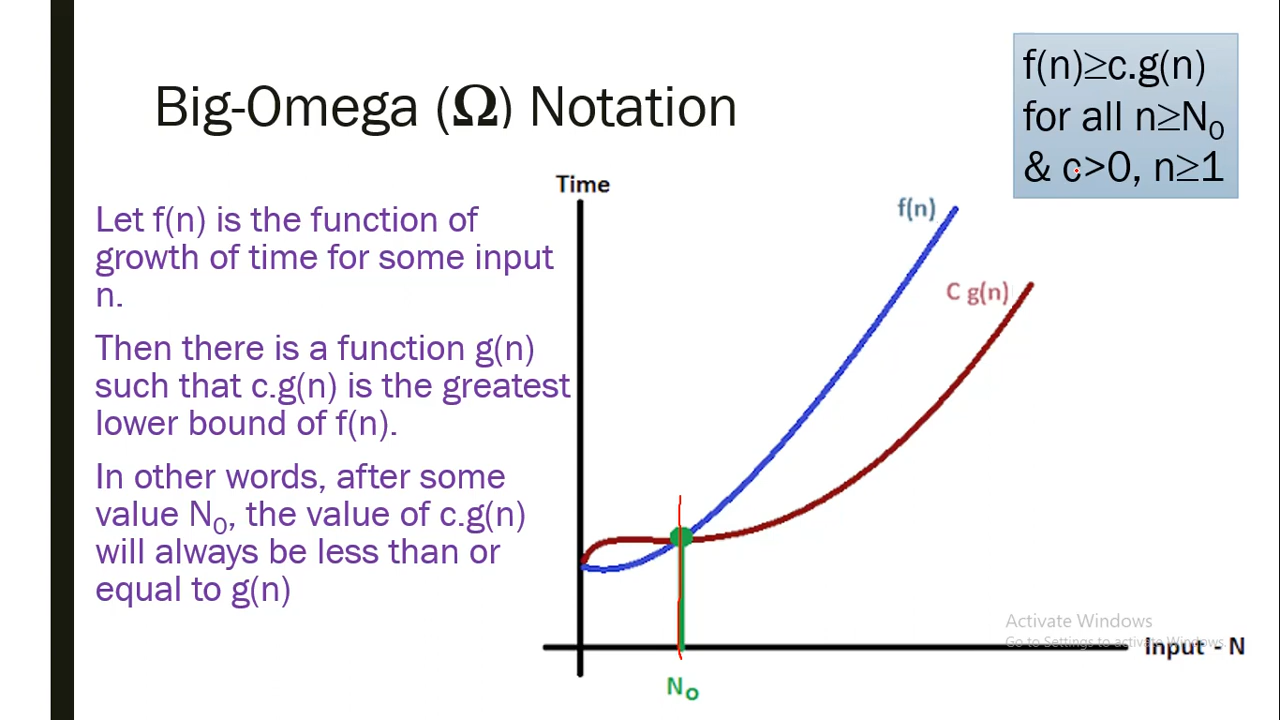 Big-Omega (Ω) Notation
f(n)≥c.g(n)
for all n≥N₀
& c>0, n≥1
Let f(n) is the function of
growth of time for some input
n.
Then there is a function g(n)
such that c.g(n) is the greatest
lower bound of f(n).
In other words, after some
value N₀, the value of c.g(n)
will always be less than or
equal to g(n)
Time
f(n)
C g(n)
N₀
Input - N
Activate Windows
Go to Settings to activate Windows.